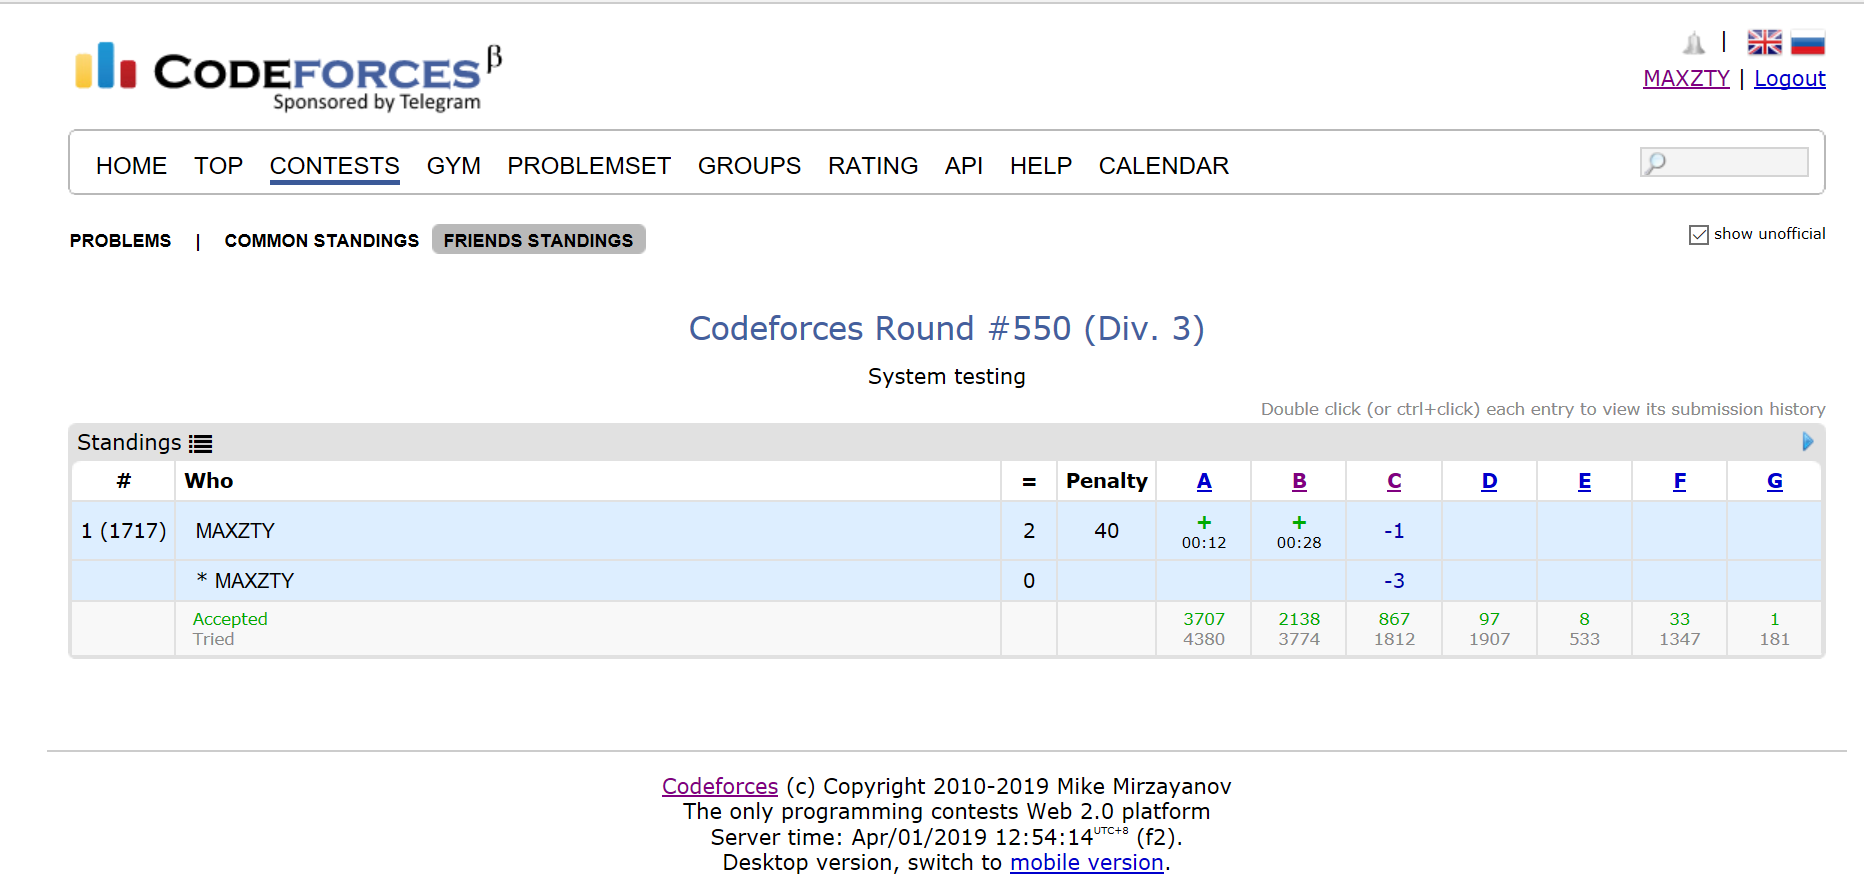 CODEFORCES β
Sponsored by Telegram
|
MAXZTY | Logout
HOME TOP CONTESTS GYM PROBLEMSET GROUPS RATING API HELP CALENDAR
PROBLEMS | COMMON STANDINGS FRIENDS STANDINGS
show unofficial
Codeforces Round #550 (Div. 3)
System testing
Double click (or ctrl+click) each entry to view its submission history
Standings
# Who = Penalty A B C D E F G
1 (1717) MAXZTY 2 40 + + -1
00:12 00:28
* MAXZTY 0 -3
Accepted 3707 2138 867 97 8 33 1
Tried 4380 3774 1812 1907 533 1347 181
Codeforces (c) Copyright 2010-2019 Mike Mirzayanov
The only programming contests Web 2.0 platform
Server time: Apr/01/2019 12:54:14 UTC+8 (f2).
Desktop version, switch to mobile version.